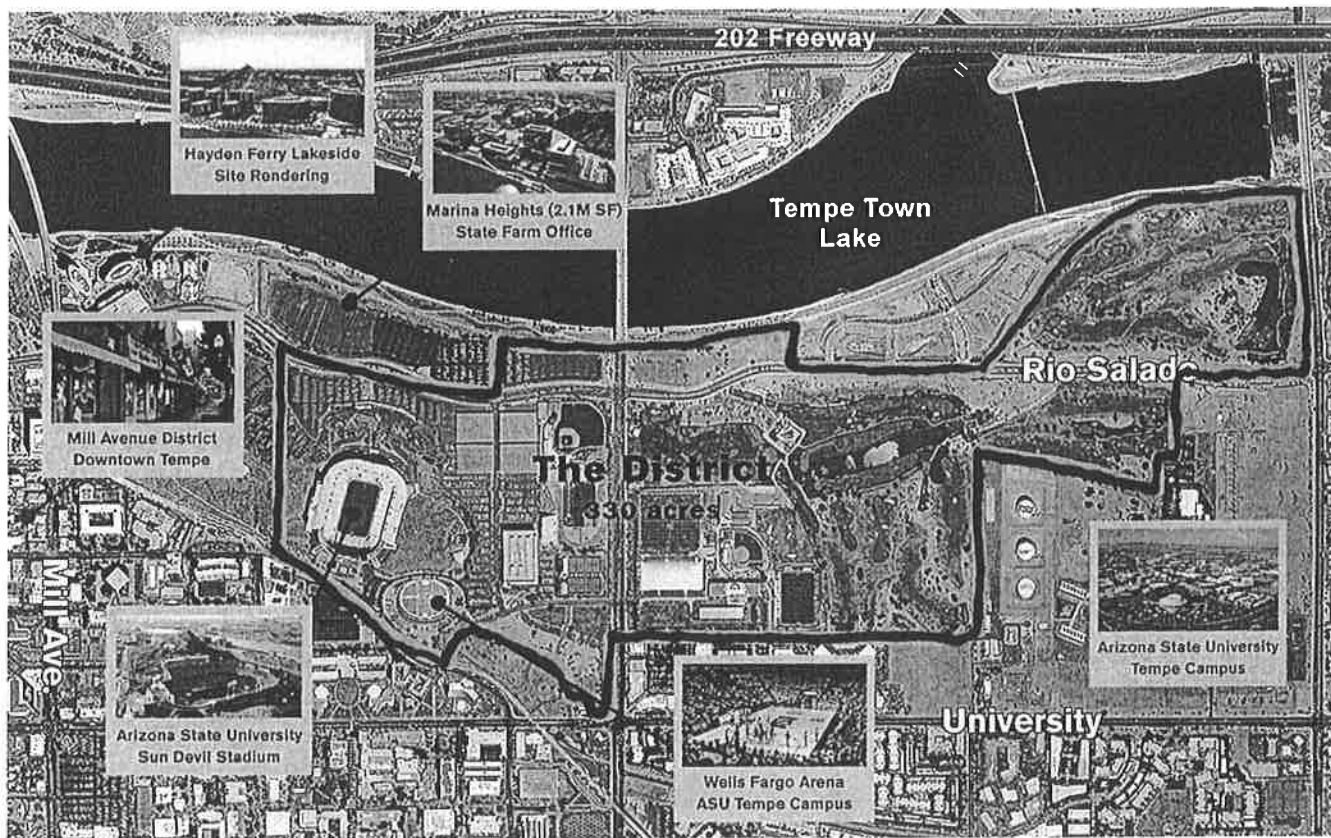 202 Freeway
Hayden Ferry Lakeside
Site Rendering
Marina Heights (2.1M SF)
State Farm Office
Tempe Town
Lake
Rio Salado
Mill Avenue District
Downtown Tempe
The District
330 acres
Mill Ave.
Arizona State University
Tempe Campus
Arizona State University
Sun Devil Stadium
University
Wells Fargo Arena
ASU Tempe Campus